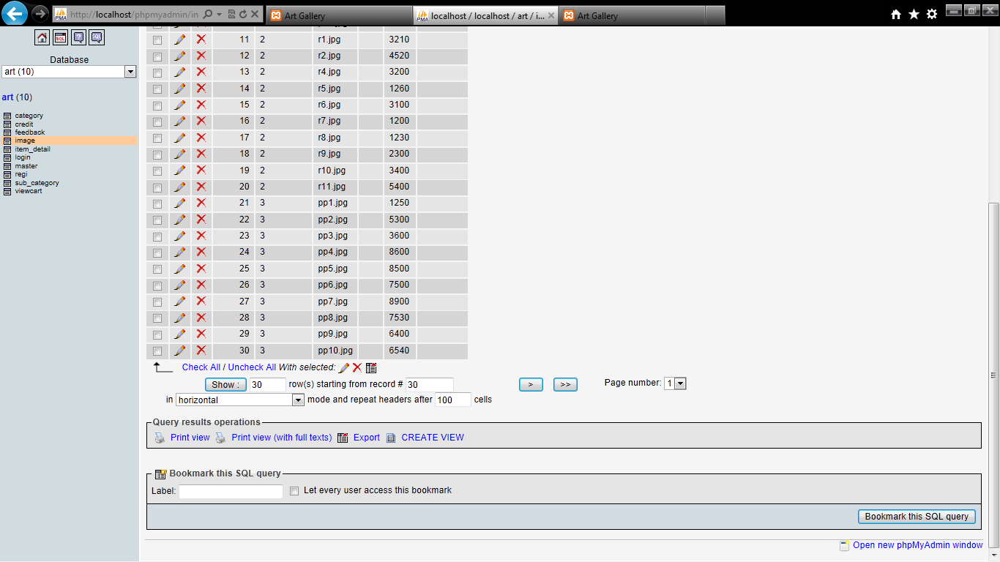 http://localhost/phpmyadmin/in
Art Gallery
localhost / localhost / art / i...
Art Gallery
PMA
SQL
Database
art (10)
art (10)
category
credit
feedback
image
item_detail
login
master
regi
sub_category
viewcart
11 2 r1.jpg 3210
12 2 r2.jpg 4520
13 2 r4.jpg 3200
14 2 r5.jpg 1260
15 2 r6.jpg 3100
16 2 r7.jpg 1200
17 2 r8.jpg 1230
18 2 r9.jpg 2300
19 2 r10.jpg 3400
20 2 r11.jpg 5400
21 3 pp1.jpg 1250
22 3 pp2.jpg 5300
23 3 pp3.jpg 3600
24 3 pp4.jpg 8600
25 3 pp5.jpg 8500
26 3 pp6.jpg 7500
27 3 pp7.jpg 8900
28 3 pp8.jpg 7530
29 3 pp9.jpg 6400
30 3 pp10.jpg 6540
Check All / Uncheck All With selected:
Show : 30 row(s) starting from record # 30 > >> Page number: 1
in horizontal mode and repeat headers after 100 cells
Query results operations
Print view Print view (with full texts) Export CREATE VIEW
Bookmark this SQL query
Label: Let every user access this bookmark
Bookmark this SQL query
Open new phpMyAdmin window